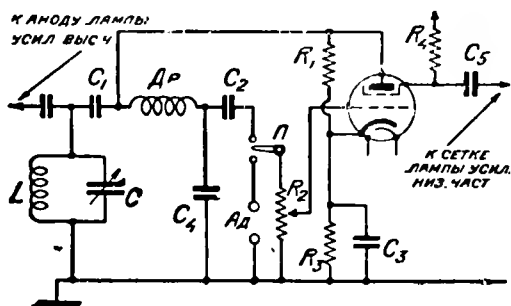 К АНОДУ ЛАМПЫ
УСИЛ ВЫС Ч
C₁
Др
C₂
R₁
R₄
C₅
П
К СЕТКЕ
ЛАМПЫ УСИЛ.
НИЗ. ЧАСТ
L
C
C₄
Ад
R₂
R₃
C₃